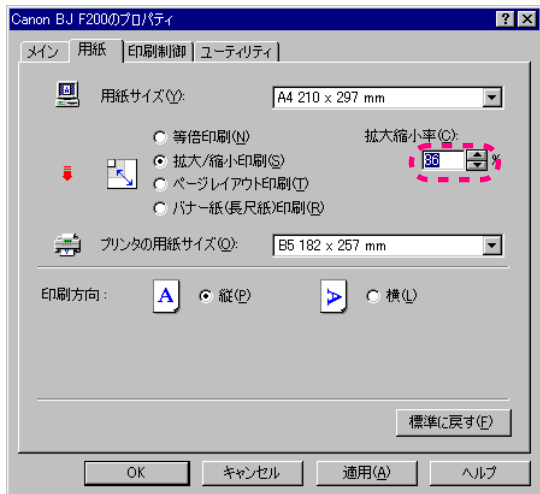 Canon BJ F200のプロパティ
メイン 用紙 印刷制御 ユーティリティ
用紙サイズ(Y): A4 210 x 297 mm
等倍印刷(N) 拡大縮小率(C):
拡大/縮小印刷(S) 86 %
ページレイアウト印刷(T)
バナー紙(長尺紙)印刷(R)
プリンタの用紙サイズ(O): B5 182 x 257 mm
印刷方向: A 縦(P) A 横(L)
標準に戻す(F)
OK キャンセル 適用(A) ヘルプ